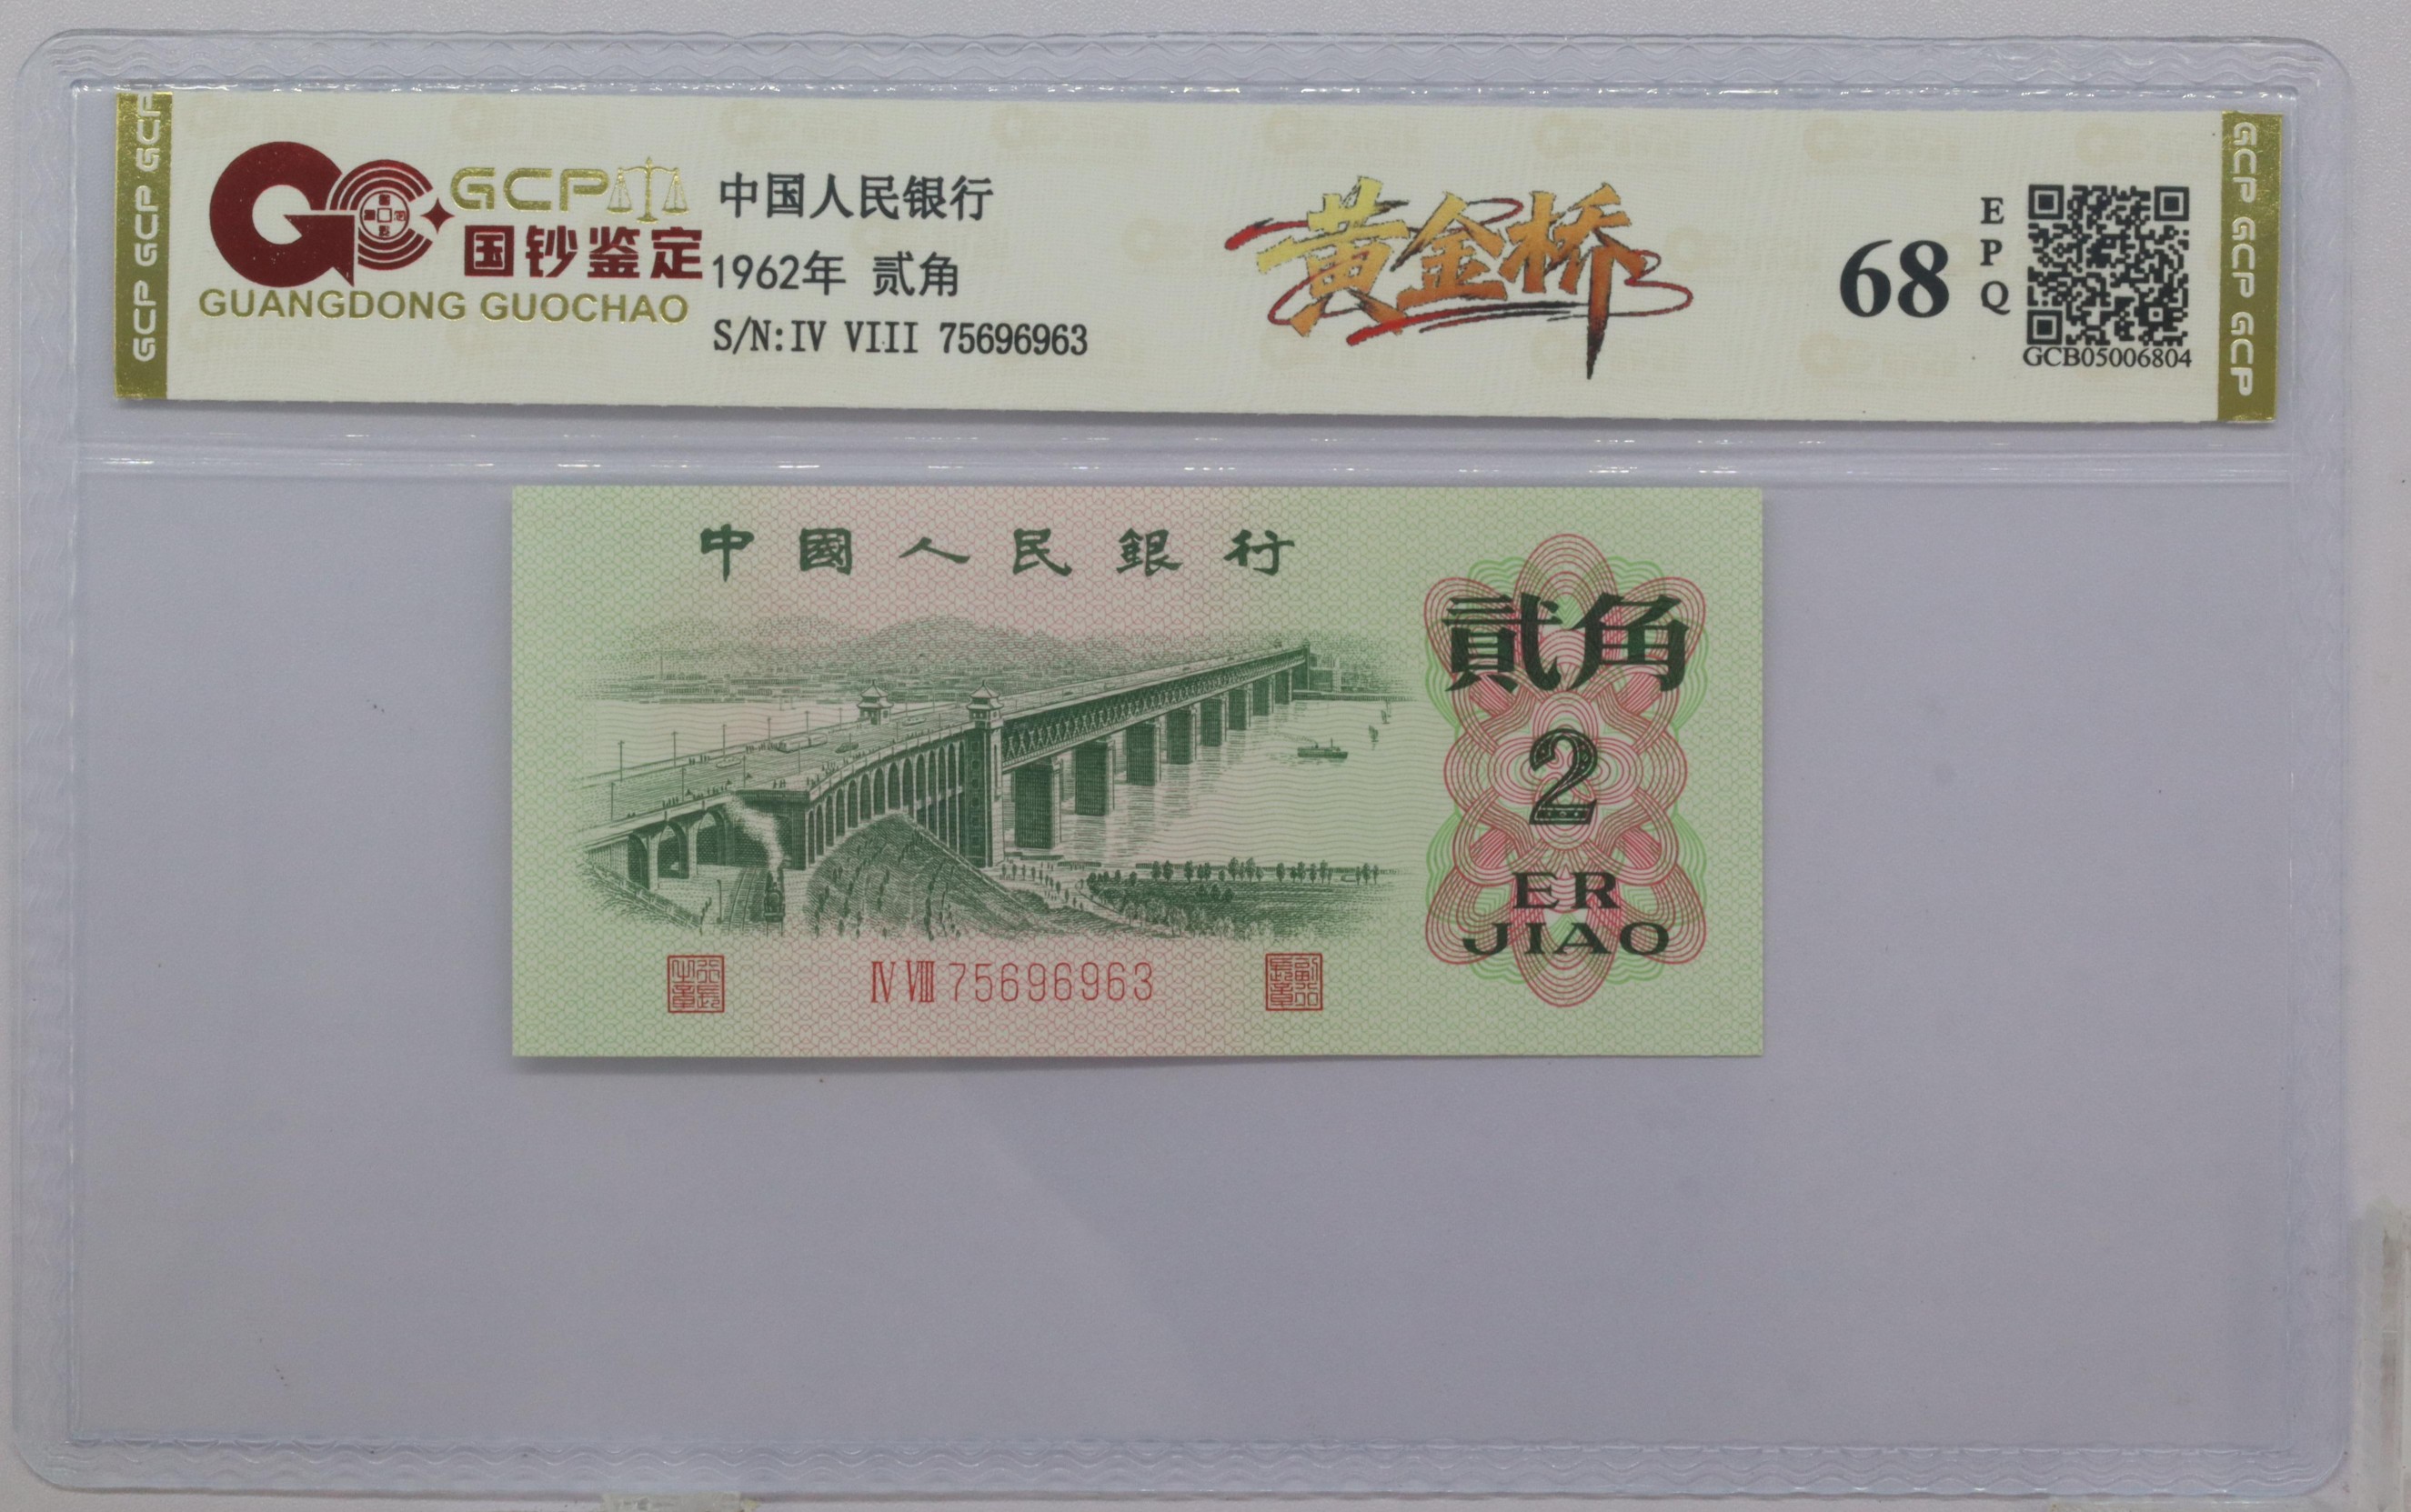 GCP GCP GCP
GCP
国钞鉴定
GUANGDONG GUOCHAO
中国人民银行
1962年 贰角
S/N:IV VIII 75696963
黄金桥
68
EPQ
GCB05006804
GCP GCP GCP
中國人民銀行
貳角
2
ER
JIAO
IV VIII 75696963